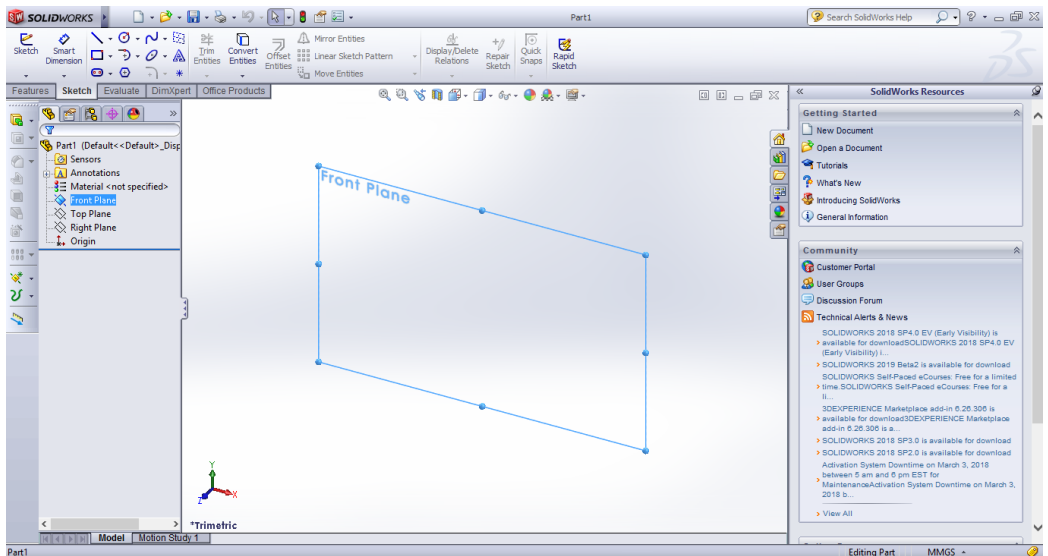 SOLIDWORKS
Part1
Search SolidWorks Help
Sketch
Smart Dimension
Trim Entities
Convert Entities
Offset Entities
Mirror Entities
Linear Sketch Pattern
Move Entities
Display/Delete Relations
Repair Sketch
Quick Snaps
Rapid Sketch
Features Sketch Evaluate DimXpert Office Products
SolidWorks Resources
Part1 (Default<<Default>_Disp
Sensors
Annotations
Material <not specified>
Front Plane
Top Plane
Right Plane
Origin
Front Plane
Y
X
Z
*Trimetric
Getting Started
New Document
Open a Document
Tutorials
What's New
Introducing SolidWorks
General Information
Community
Customer Portal
User Groups
Discussion Forum
Technical Alerts & News
SOLIDWORKS 2018 SP4.0 EV (Early Visibility) is
available for downloadSOLIDWORKS 2018 SP4.0 EV
(Early Visibility) i...
SOLIDWORKS 2019 Beta2 is available for download
SOLIDWORKS Self-Paced eCourses: Free for a limited
time.SOLIDWORKS Self-Paced eCourses: Free for a
li...
3DEXPERIENCE Marketplace add-in 6.26.306 is
available for download3DEXPERIENCE Marketplace
add-in 6.26.306 is a...
SOLIDWORKS 2018 SP3.0 is available for download
SOLIDWORKS 2018 SP2.0 is available for download
Activation System Downtime on March 3, 2018
between 5 am and 6 pm EST for
MaintenanceActivation System Downtime on March 3,
2018 b...
View All
Model Motion Study 1
Part1
Editing Part MMGS